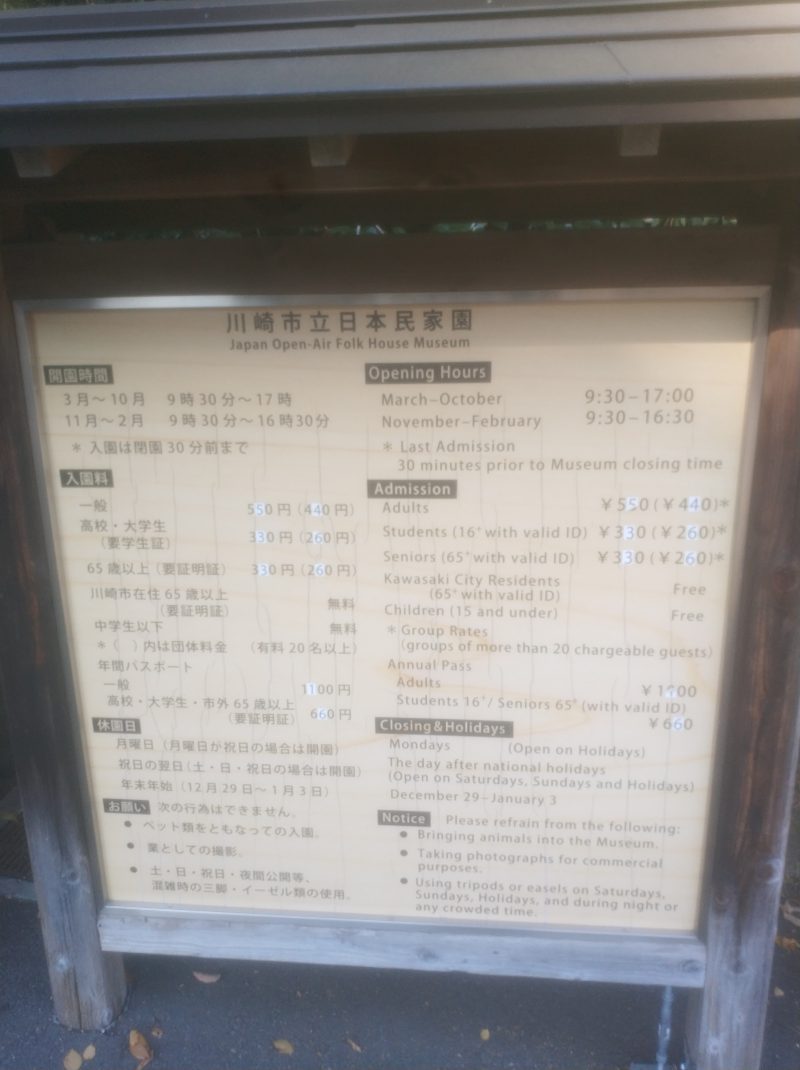 川崎市立日本民家園
Japan Open-Air Folk House Museum
開園時間
3月～10月 9時30分～17時
11月～2月 9時30分～16時30分
＊入園は閉園30分前まで
入園料
一般 550円（440円）
高校・大学生
（要学生証） 330円（260円）
65歳以上（要証明証） 330円（260円）
川崎市在住65歳以上
（要証明証） 無料
中学生以下 無料
＊（ ）内は団体料金 （有料20名以上）
年間パスポート
一般 1100円
高校・大学生・市外65歳以上
（要証明証） 660円
休園日
月曜日（月曜日が祝日の場合は開園）
祝日の翌日（土・日・祝日の場合は開園）
年末年始（12月29日～1月3日）
お願い 次の行為はできません。
● ペット類をともなっての入園。
● 業としての撮影。
● 土・日・祝日・夜間公開等、
混雑時の三脚・イーゼル類の使用。
Opening Hours
March–October 9:30–17:00
November–February 9:30–16:30
＊ Last Admission
30 minutes prior to Museum closing time
Admission
Adults ￥550(￥440)＊
Students (16⁺ with valid ID) ￥330(￥260)＊
Seniors (65⁺ with valid ID) ￥330(￥260)＊
Kawasaki City Residents
(65⁺ with valid ID) Free
Children (15 and under) Free
＊Group Rates
(groups of more than 20 chargeable guests)
Annual Pass
Adults ￥1100
Students 16⁺/ Seniors 65⁺ (with valid ID)
￥660
Closing & Holidays
Mondays (Open on Holidays)
The day after national holidays
(Open on Saturdays, Sundays and Holidays)
December 29–January 3
Notice Please refrain from the following:
● Bringing animals into the Museum.
● Taking photographs for commercial
purposes.
● Using tripods or easels on Saturdays,
Sundays, Holidays, and during night or
any crowded time.